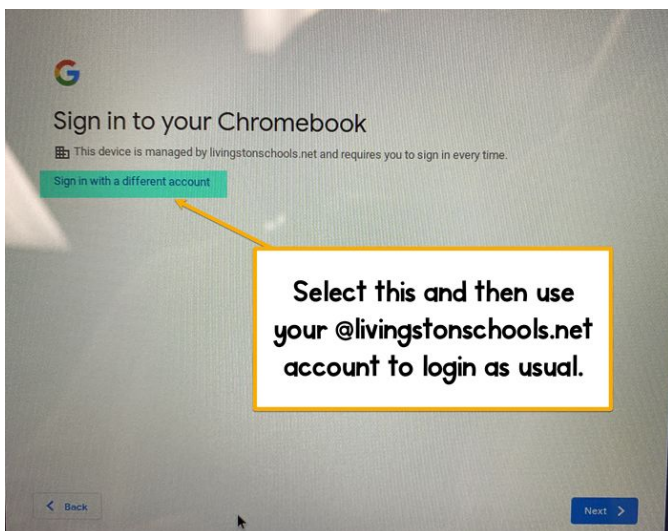 Sign in to your Chromebook
This device is managed by livingstonschools.net and requires you to sign in every time.
Sign in with a different account
Select this and then use
your @livingstonschools.net
account to login as usual.
Back
Next